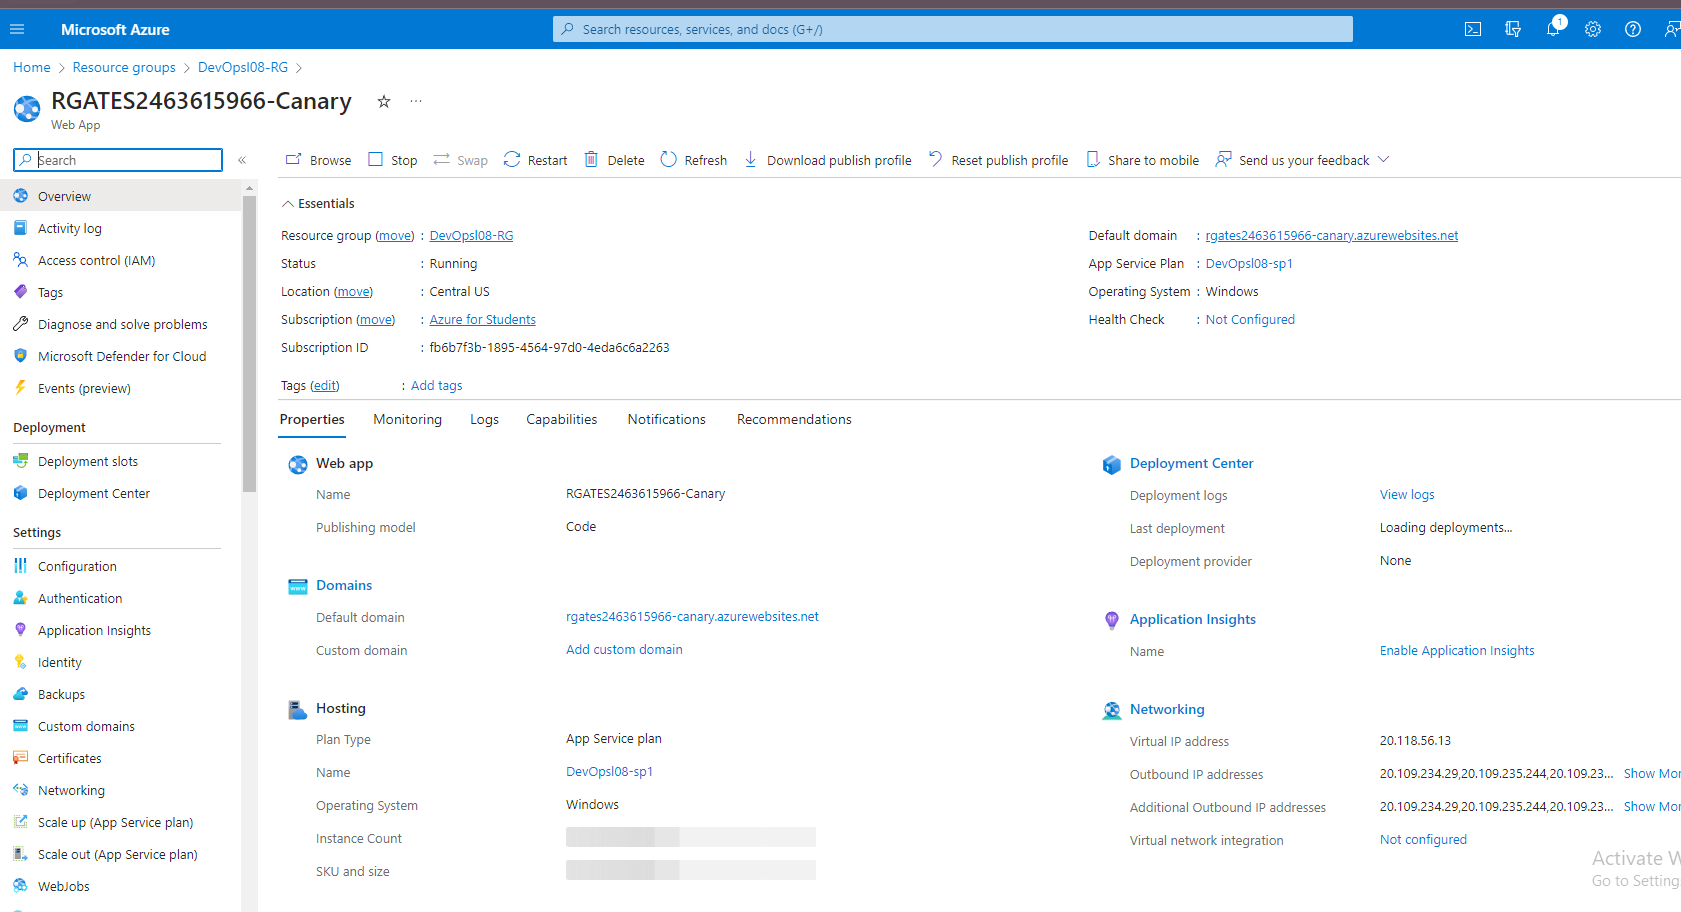 Microsoft Azure
Search resources, services, and docs (G+/)
1
Home > Resource groups > DevOpsl08-RG >
RGATES2463615966-Canary
Web App
Search
«
Browse Stop Swap Restart Delete Refresh Download publish profile Reset publish profile Share to mobile Send us your feedback
Overview
Activity log
Access control (IAM)
Tags
Diagnose and solve problems
Microsoft Defender for Cloud
Events (preview)
Deployment
Deployment slots
Deployment Center
Settings
Configuration
Authentication
Application Insights
Identity
Backups
Custom domains
Certificates
Networking
Scale up (App Service plan)
Scale out (App Service plan)
WebJobs
Essentials
Resource group (move) : DevOpsl08-RG
Status : Running
Location (move) : Central US
Subscription (move) : Azure for Students
Subscription ID : fb6b7f3b-1895-4564-97d0-4eda6c6a2263
Default domain : rgates2463615966-canary.azurewebsites.net
App Service Plan : DevOpsl08-sp1
Operating System : Windows
Health Check : Not Configured
Tags (edit) : Add tags
Properties Monitoring Logs Capabilities Notifications Recommendations
Web app
Name RGATES2463615966-Canary
Publishing model Code
Domains
Default domain rgates2463615966-canary.azurewebsites.net
Custom domain Add custom domain
Hosting
Plan Type App Service plan
Name DevOpsl08-sp1
Operating System Windows
Instance Count
SKU and size
Deployment Center
Deployment logs View logs
Last deployment Loading deployments...
Deployment provider None
Application Insights
Name Enable Application Insights
Networking
Virtual IP address 20.118.56.13
Outbound IP addresses 20.109.234.29,20.109.235.244,20.109.23... Show Mor
Additional Outbound IP addresses 20.109.234.29,20.109.235.244,20.109.23... Show Mor
Virtual network integration Not configured
Activate W
Go to Setting